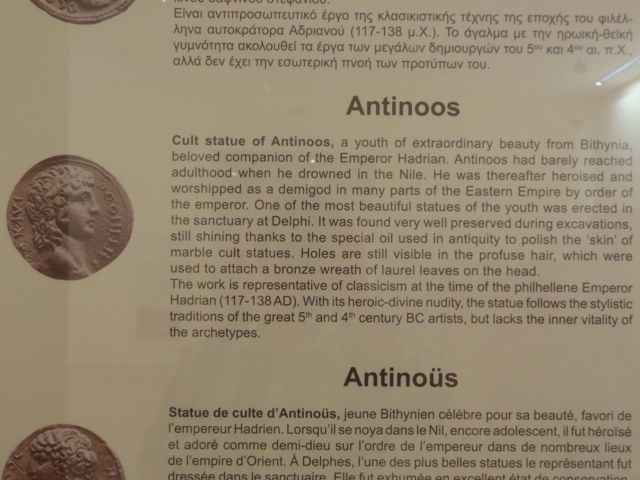 Είναι αντιπροσωπευτικό έργο της κλασικιστικής τέχνης της εποχής του φιλέλ-
ληνα αυτοκράτορα Αδριανού (117-138 μ.Χ.). Το άγαλμα με την ηρωική-θεϊκή
γυμνότητα ακολουθεί τα έργα των μεγάλων δημιουργών του 5ου και 4ου αι. π.Χ.,
αλλά δεν έχει την εσωτερική πνοή των προτύπων του.
Antinoos
Cult statue of Antinoos, a youth of extraordinary beauty from Bithynia,
beloved companion of the Emperor Hadrian. Antinoos had barely reached
adulthood when he drowned in the Nile. He was thereafter heroised and
worshipped as a demigod in many parts of the Eastern Empire by order of
the emperor. One of the most beautiful statues of the youth was erected in
the sanctuary at Delphi. It was found very well preserved during excavations,
still shining thanks to the special oil used in antiquity to polish the 'skin' of
marble cult statues. Holes are still visible in the profuse hair, which were
used to attach a bronze wreath of laurel leaves on the head.
The work is representative of classicism at the time of the philhellene Emperor
Hadrian (117-138 AD). With its heroic-divine nudity, the statue follows the stylistic
traditions of the great 5th and 4th century BC artists, but lacks the inner vitality of
the archetypes.
Antinoüs
Statue de culte d'Antinoüs, jeune Bithynien célèbre pour sa beauté, favori de
l'empereur Hadrien. Lorsqu'il se noya dans le Nil, encore adolescent, il fut héroïsé
et adoré comme demi-dieu sur l'ordre de l'empereur dans de nombreux lieux
de l'empire d'Orient. À Delphes, l'une des plus belles statues le représentant fut
dressée dans le sanctuaire. Elle fut exhumée en excellent état de conservation,